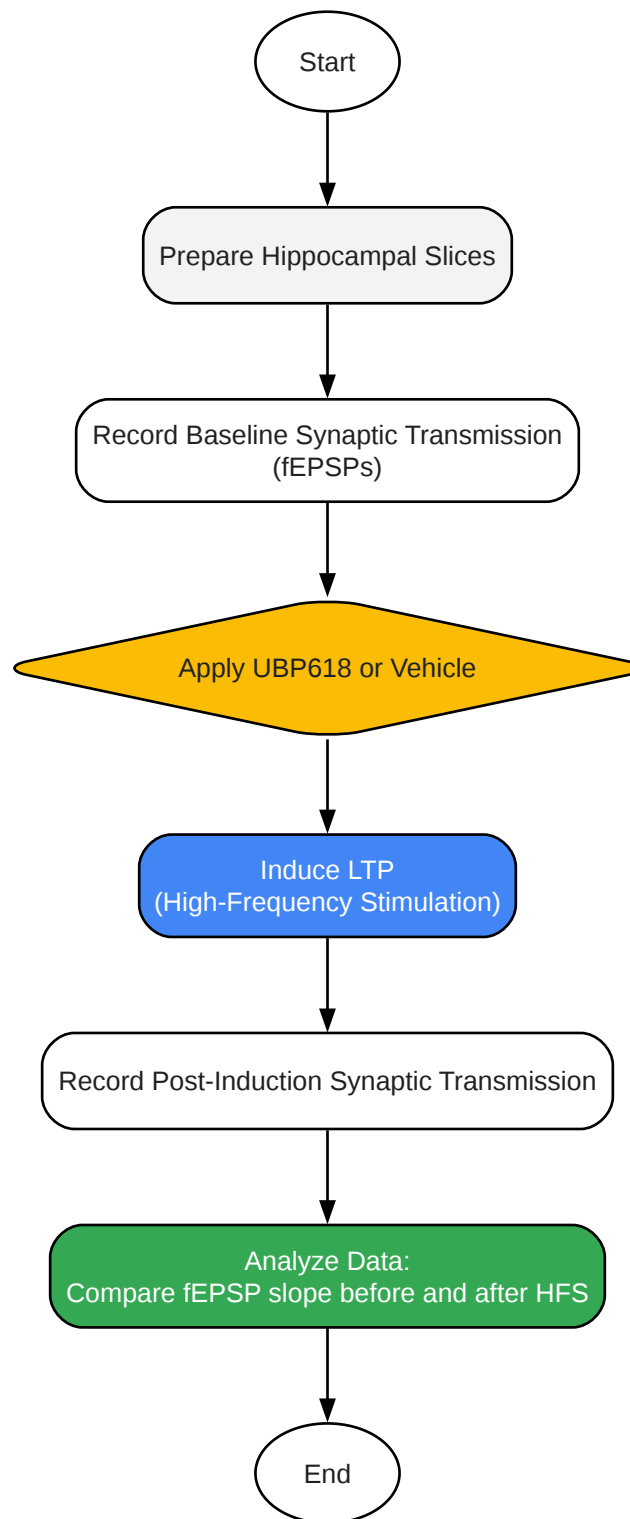 Start
Prepare Hippocampal Slices
Record Baseline Synaptic Transmission
(fEPSPs)
Apply UBP618 or Vehicle
Induce LTP
(High-Frequency Stimulation)
Record Post-Induction Synaptic Transmission
Analyze Data:
Compare fEPSP slope before and after HFS
End